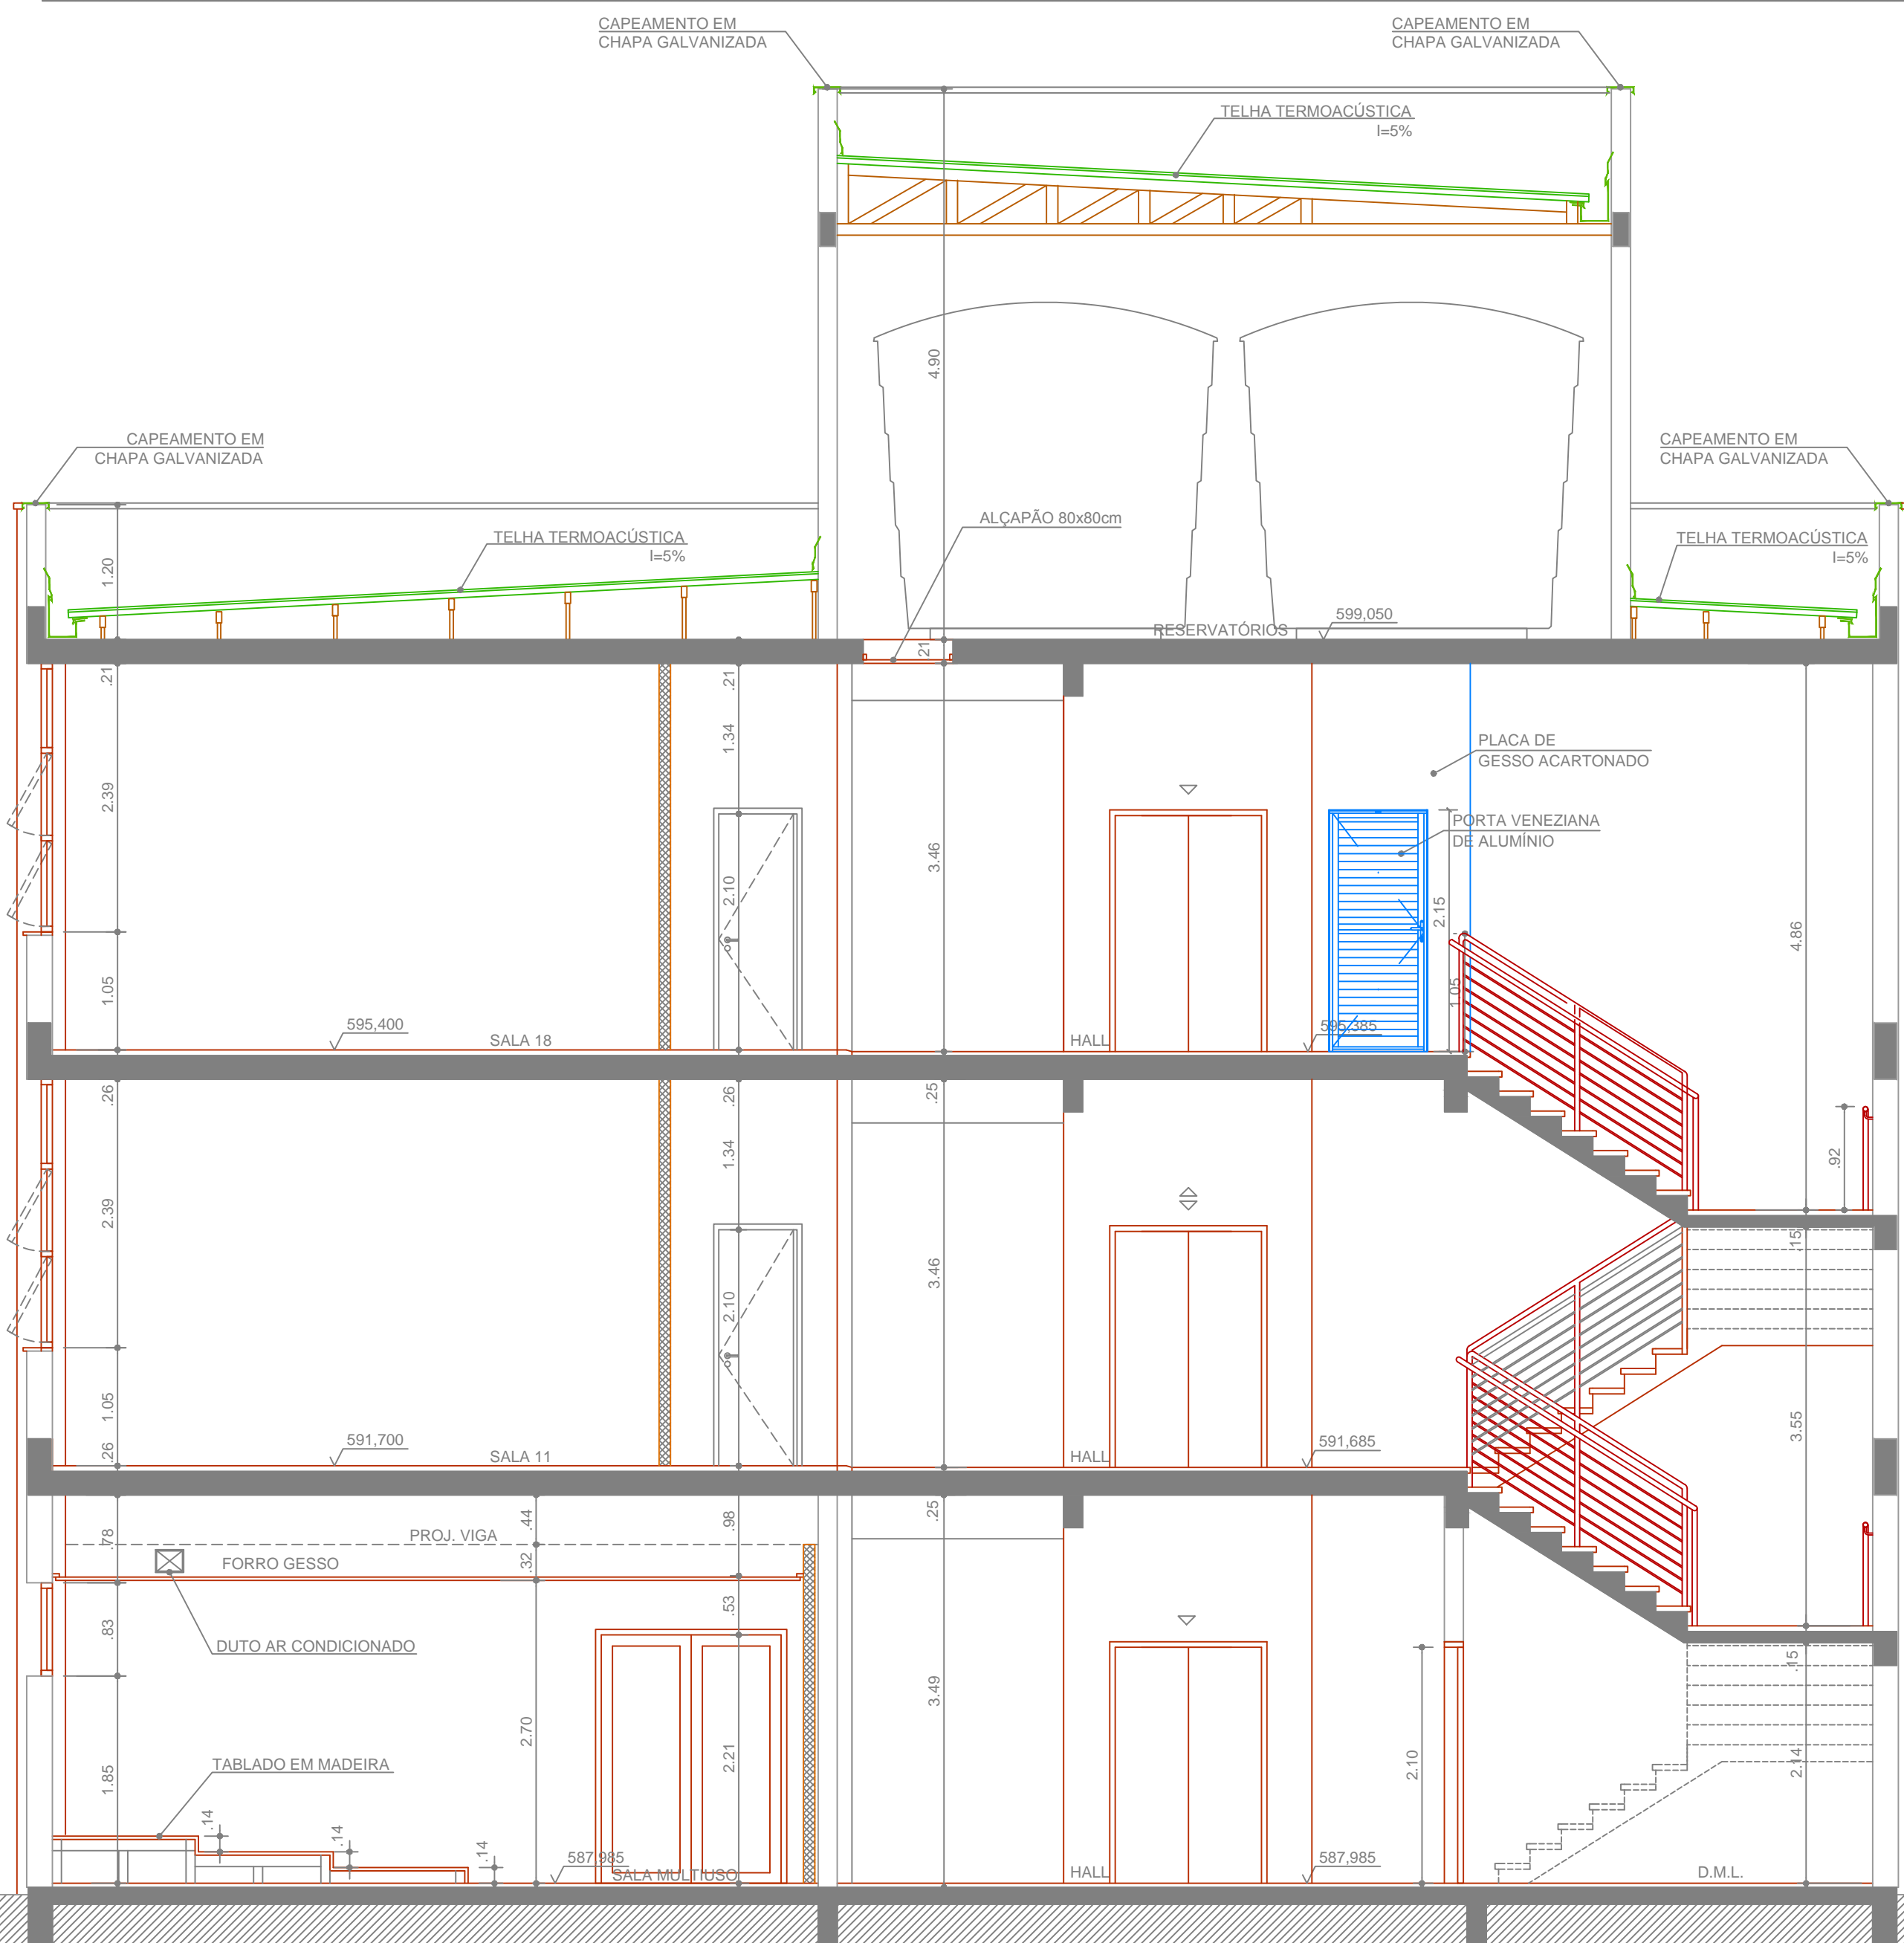 CAPEAMENTO EM
CHAPA GALVANIZADA
CAPEAMENTO EM
CHAPA GALVANIZADA
TELHA TERMOACÚSTICA
I=5%
4.90
CAPEAMENTO EM
CHAPA GALVANIZADA
CAPEAMENTO EM
CHAPA GALVANIZADA
ALÇAPÃO 80x80cm
TELHA TERMOACÚSTICA
I=5%
TELHA TERMOACÚSTICA
I=5%
1.20
599,050
RESERVATÓRIOS
.21
.21
.21
1.34
PLACA DE
GESSO ACARTONADO
2.39
PORTA VENEZIANA
DE ALUMÍNIO
3.46
2.10
2.15
4.86
1.05
1.05
595,400
SALA 18
HALL
595,385
.26
.26
.25
1.34
.92
2.39
3.46
.15
2.10
1.05
3.55
.26
591,700
SALA 11
HALL
591,685
.78
.44
.98
.25
PROJ. VIGA
FORRO GESSO
.32
.83
.53
DUTO AR CONDICIONADO
.15
3.49
2.70
2.21
2.10
2.14
TABLADO EM MADEIRA
1.85
.14
.14
.14
587,985
SALA MULTIUSO
HALL
587,985
D.M.L.